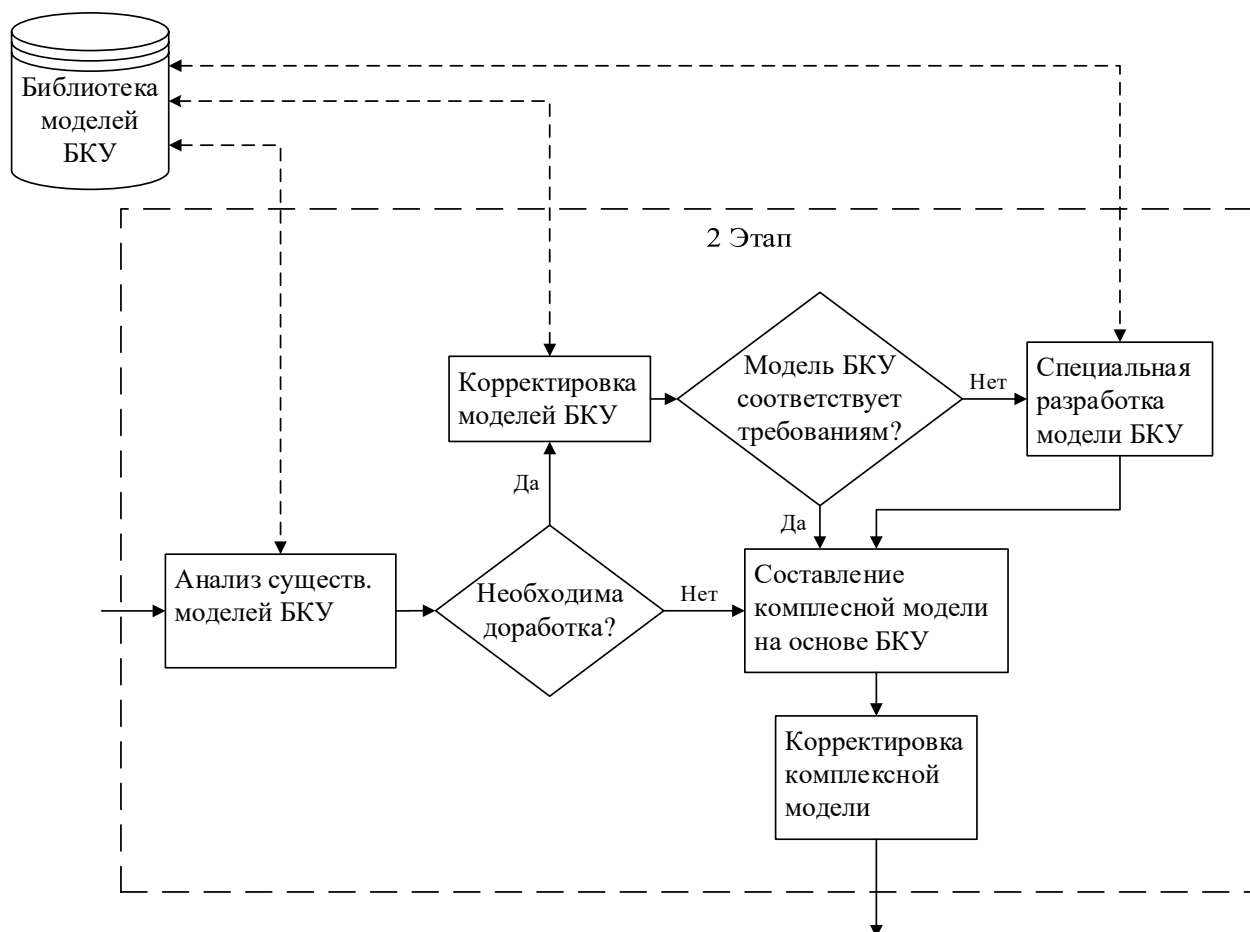 Библиотека
моделей
БКУ
2 Этап
Корректировка
моделей БКУ
Модель БКУ
соответствует
требованиям?
Нет
Специальная
разработка
модели БКУ
Да
Да
Анализ существ.
моделей БКУ
Необходима
доработка?
Нет
Составление
комплесной модели
на основе БКУ
Корректировка
комплексной
модели